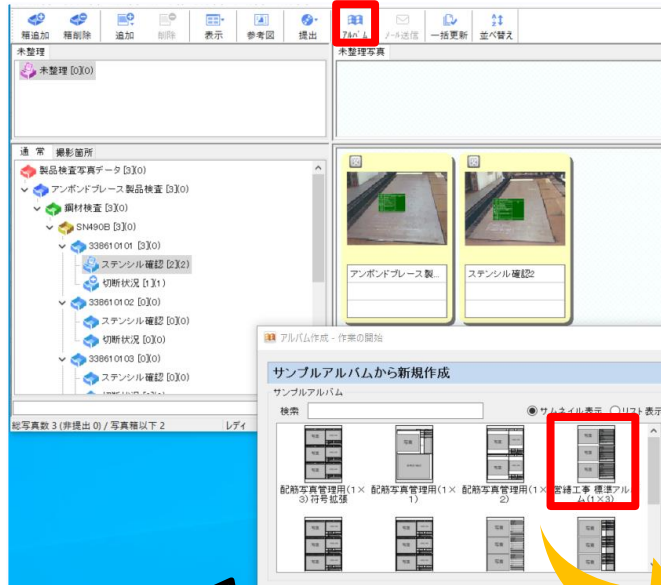 箱追加 箱削除 追加 削除 表示 参考図 提出 アルバム メール送信 一括更新 並べ替え
未整理
未整理 [0](0)
未整理写真
通 常 撮影箇所
製品検査写真データ [3](0)
アンボンドブレース製品検査 [3](0)
鋼材検査 [3](0)
SN490B [3](0)
338610101 [3](0)
ステンシル確認 [2](2)
切断状況 [1](1)
338610102 [0](0)
ステンシル確認 [0](0)
切断状況 [0](0)
338610103 [0](0)
ステンシル確認 [0](0)
総写真数 3 (非提出 0) / 写真箱以下 2 レディ
アンボンドブレース製...
ステンシル確認2
アルバム作成 - 作業の開始
サンプルアルバムから新規作成
サンプルアルバム
検索
サムネイル表示 リスト表示
配筋写真管理用(1×
3) 符号拡張
配筋写真管理用(1×
1)
配筋写真管理用(1×
2)
営繕工事 標準アルバ
ム(1×3)